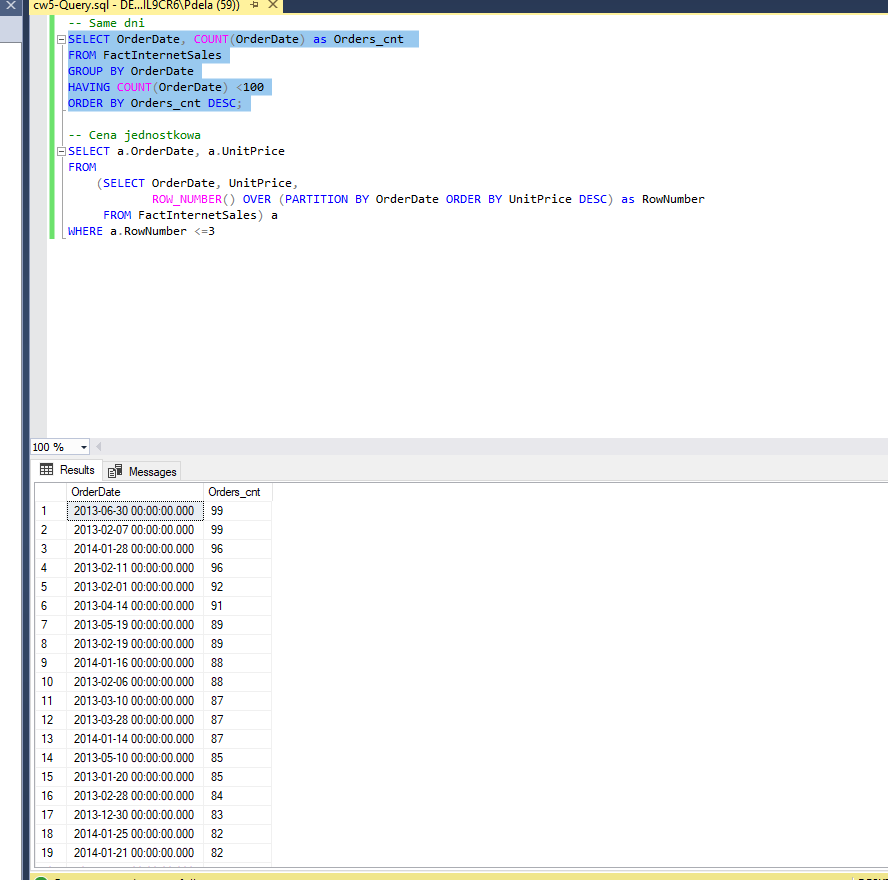 cw5-Query.sql - DE...IL9CR6\Pdela (59))
-- Same dni
SELECT OrderDate, COUNT(OrderDate) as Orders_cnt
FROM FactInternetSales
GROUP BY OrderDate
HAVING COUNT(OrderDate) <100
ORDER BY Orders_cnt DESC;
-- Cena jednostkowa
SELECT a.OrderDate, a.UnitPrice
FROM
(SELECT OrderDate, UnitPrice,
ROW_NUMBER() OVER (PARTITION BY OrderDate ORDER BY UnitPrice DESC) as RowNumber
FROM FactInternetSales) a
WHERE a.RowNumber <=3
100 %
Results Messages
OrderDate Orders_cnt
1 2013-06-30 00:00:00.000 99
2 2013-02-07 00:00:00.000 99
3 2014-01-28 00:00:00.000 96
4 2013-02-11 00:00:00.000 96
5 2013-02-01 00:00:00.000 92
6 2013-04-14 00:00:00.000 91
7 2013-05-19 00:00:00.000 89
8 2013-02-19 00:00:00.000 89
9 2014-01-16 00:00:00.000 88
10 2013-02-06 00:00:00.000 88
11 2013-03-10 00:00:00.000 87
12 2013-03-28 00:00:00.000 87
13 2014-01-14 00:00:00.000 87
14 2013-05-10 00:00:00.000 85
15 2013-01-20 00:00:00.000 85
16 2013-02-28 00:00:00.000 84
17 2013-12-30 00:00:00.000 83
18 2014-01-25 00:00:00.000 82
19 2014-01-21 00:00:00.000 82